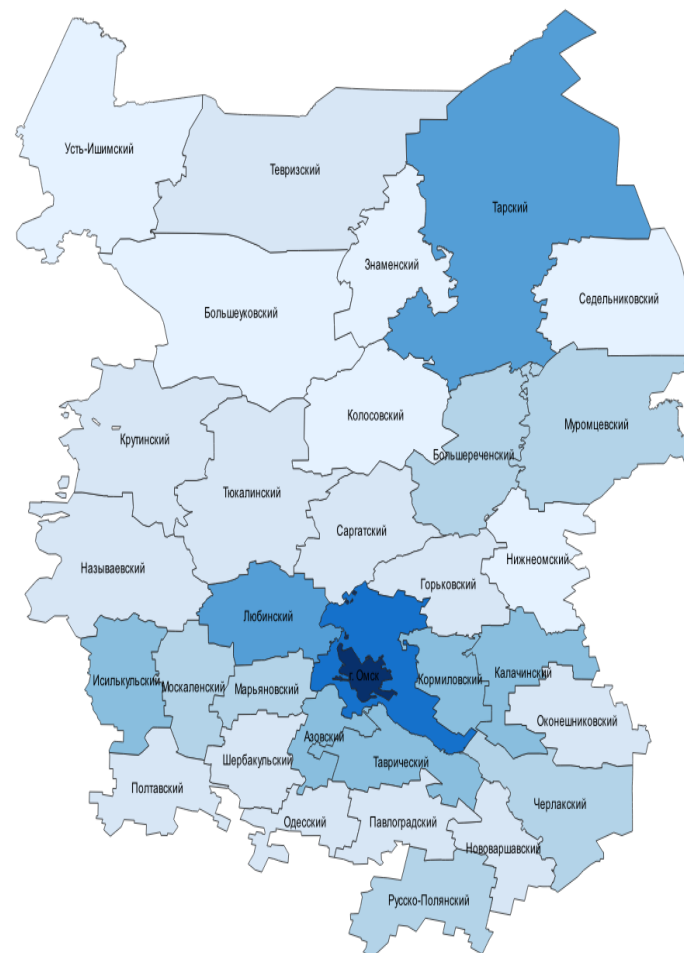 Усть-Ишимский
Тевризский
Тарский
Знаменский
Седельниковский
Большеуковский
Колосовский
Муромцевский
Крутинский
Большереченский
Тюкалинский
Саргатский
Нижнеомский
Называевский
Горьковский
Любинский
г. Омск
Кормиловский
Калачинский
Исилькульский
Москаленский
Марьяновский
Оконешниковский
Азовский
Шербакульский
Таврический
Полтавский
Черлакский
Одесский
Павлоградский
Нововаршавский
Русско-Полянский